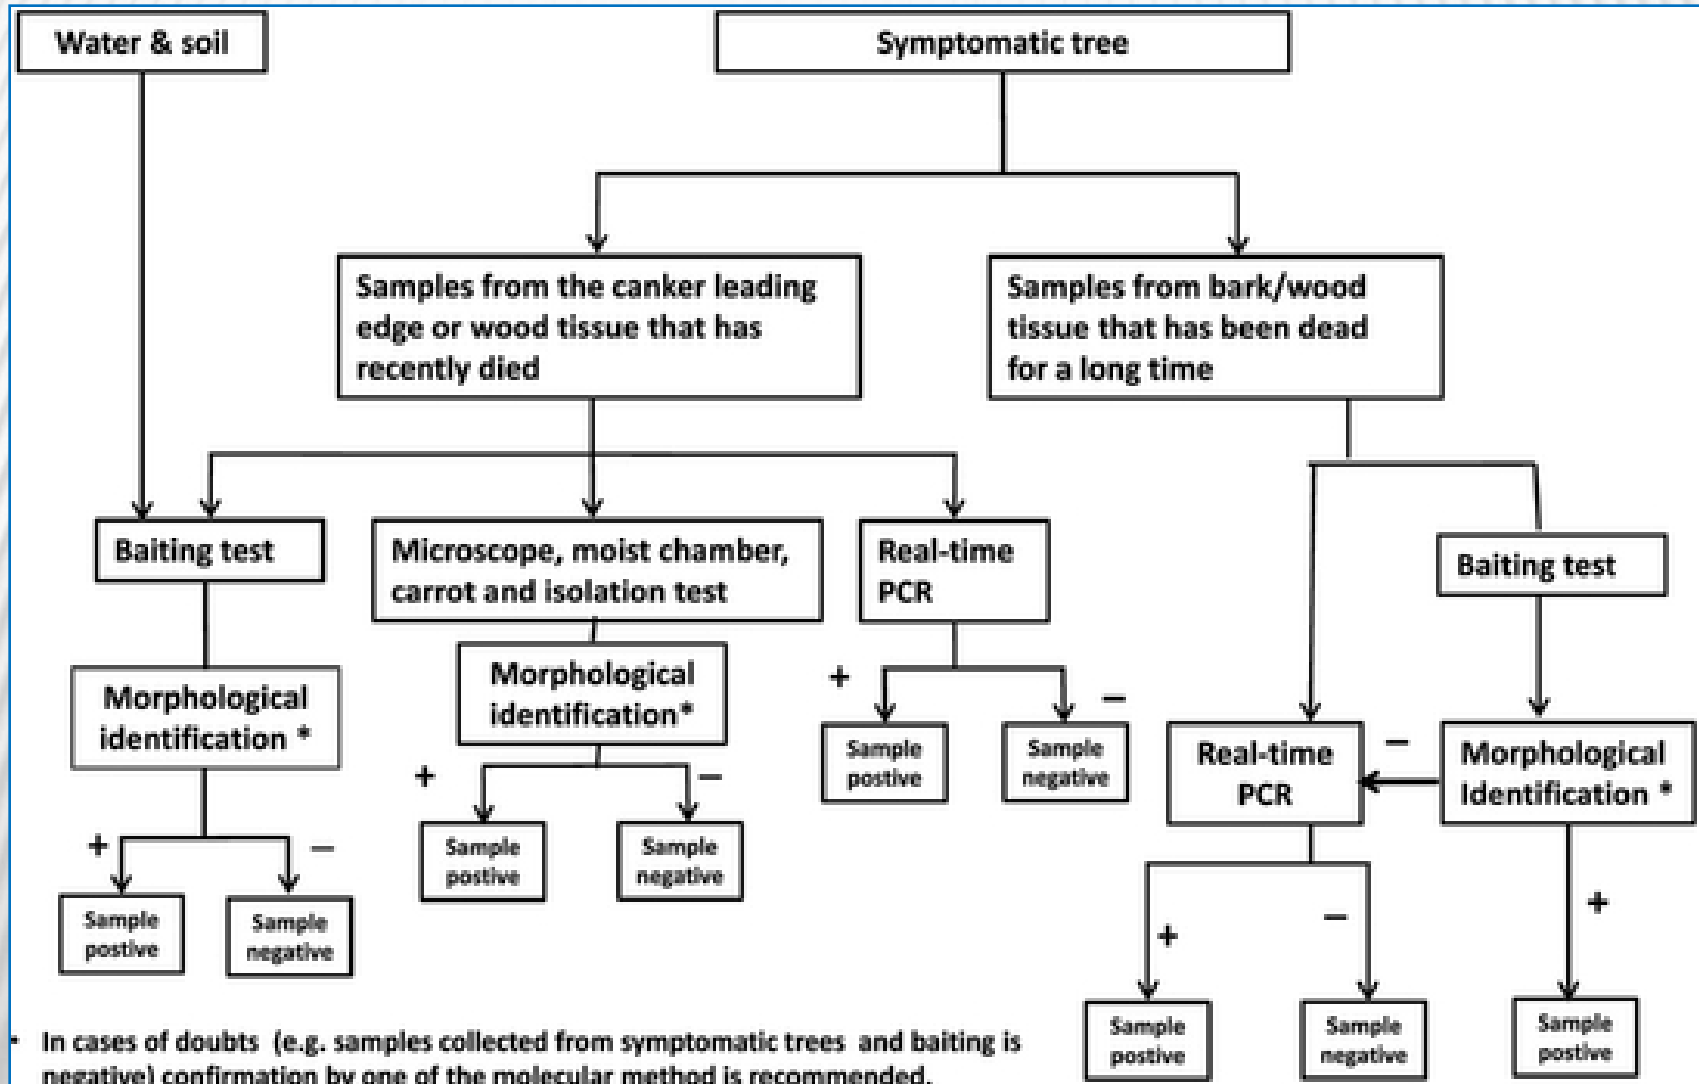 Water & soil
Symptomatic tree
Samples from the canker leading
edge or wood tissue that has
recently died
Samples from bark/wood
tissue that has been dead
for a long time
Baiting test
Microscope, moist chamber,
carrot and isolation test
Real-time
PCR
Baiting test
Morphological
identification *
Morphological
identification*
+
–
Sample
postive
Sample
negative
Real-time
PCR
–
Morphological
Identification *
+
–
Sample
postive
Sample
negative
+
–
Sample
postive
Sample
negative
+
–
+
Sample
postive
Sample
negative
Sample
postive
• In cases of doubts (e.g. samples collected from symptomatic trees and baiting is
negative) confirmation by one of the molecular method is recommended.